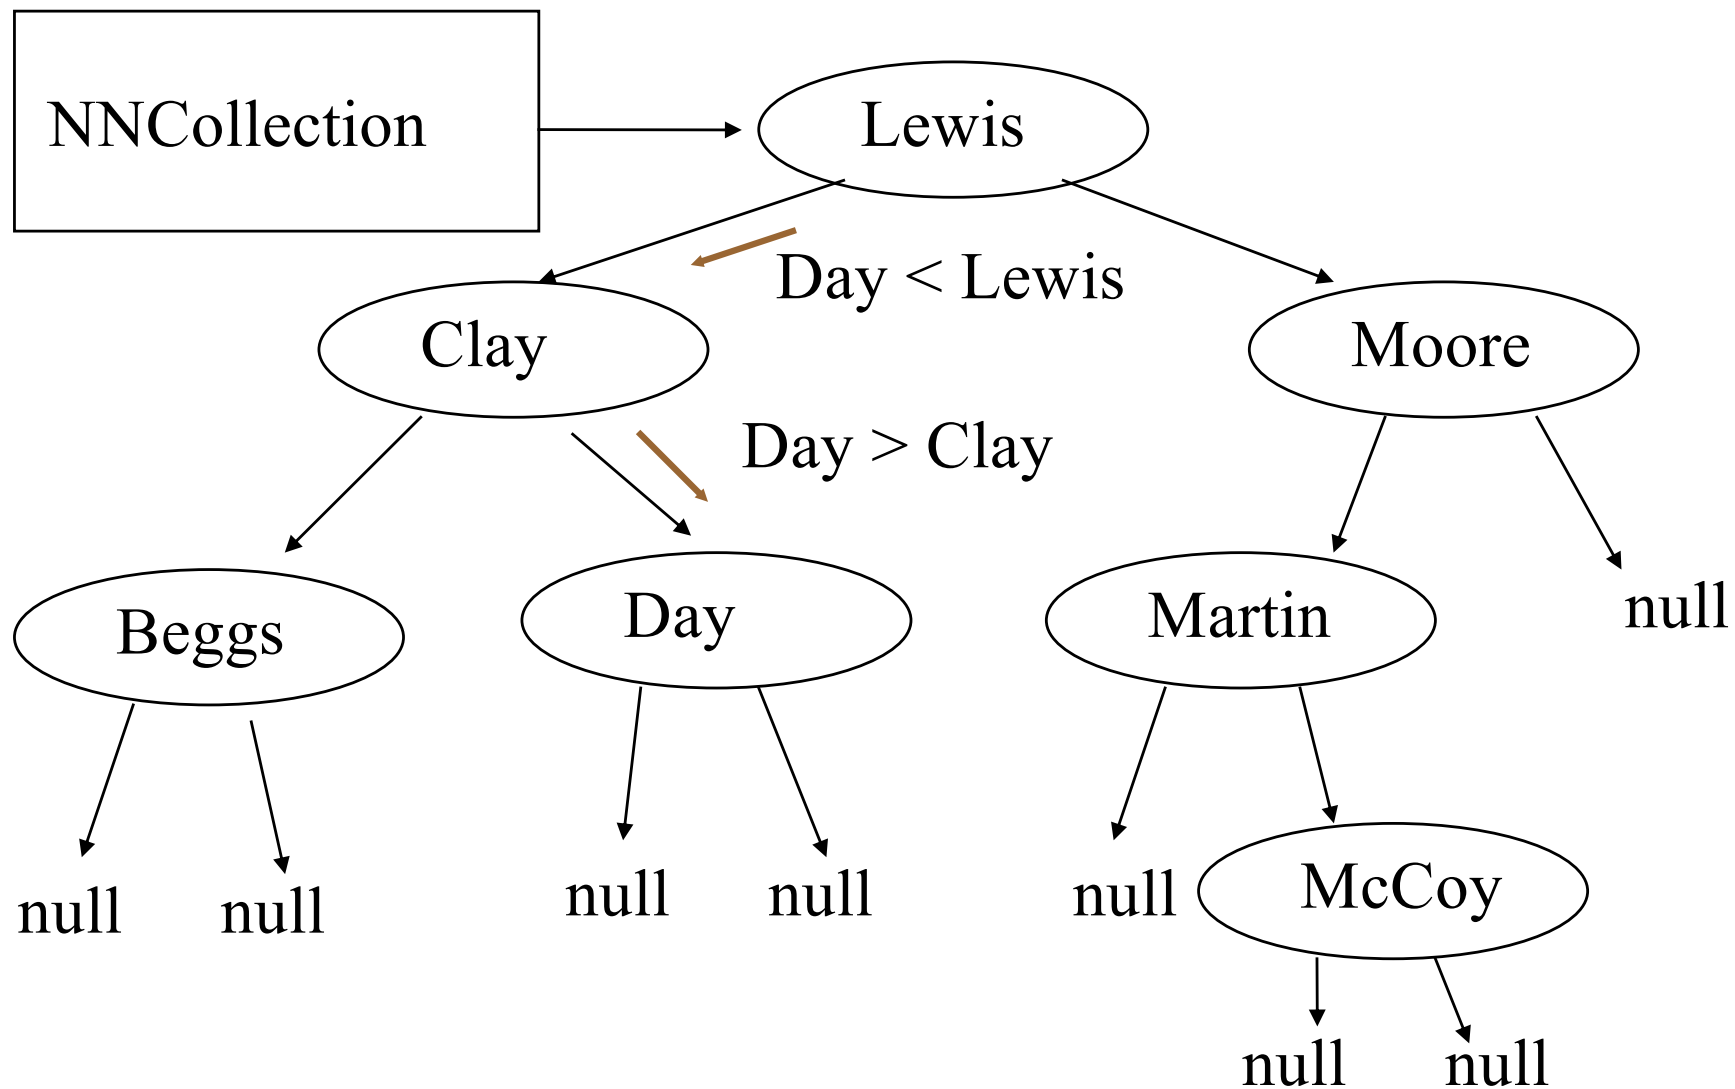 NNCollection
Lewis
Day < Lewis
Clay
Moore
Day > Clay
Beggs
Day
Martin
null
null
null
null
null
null
McCoy
null
null